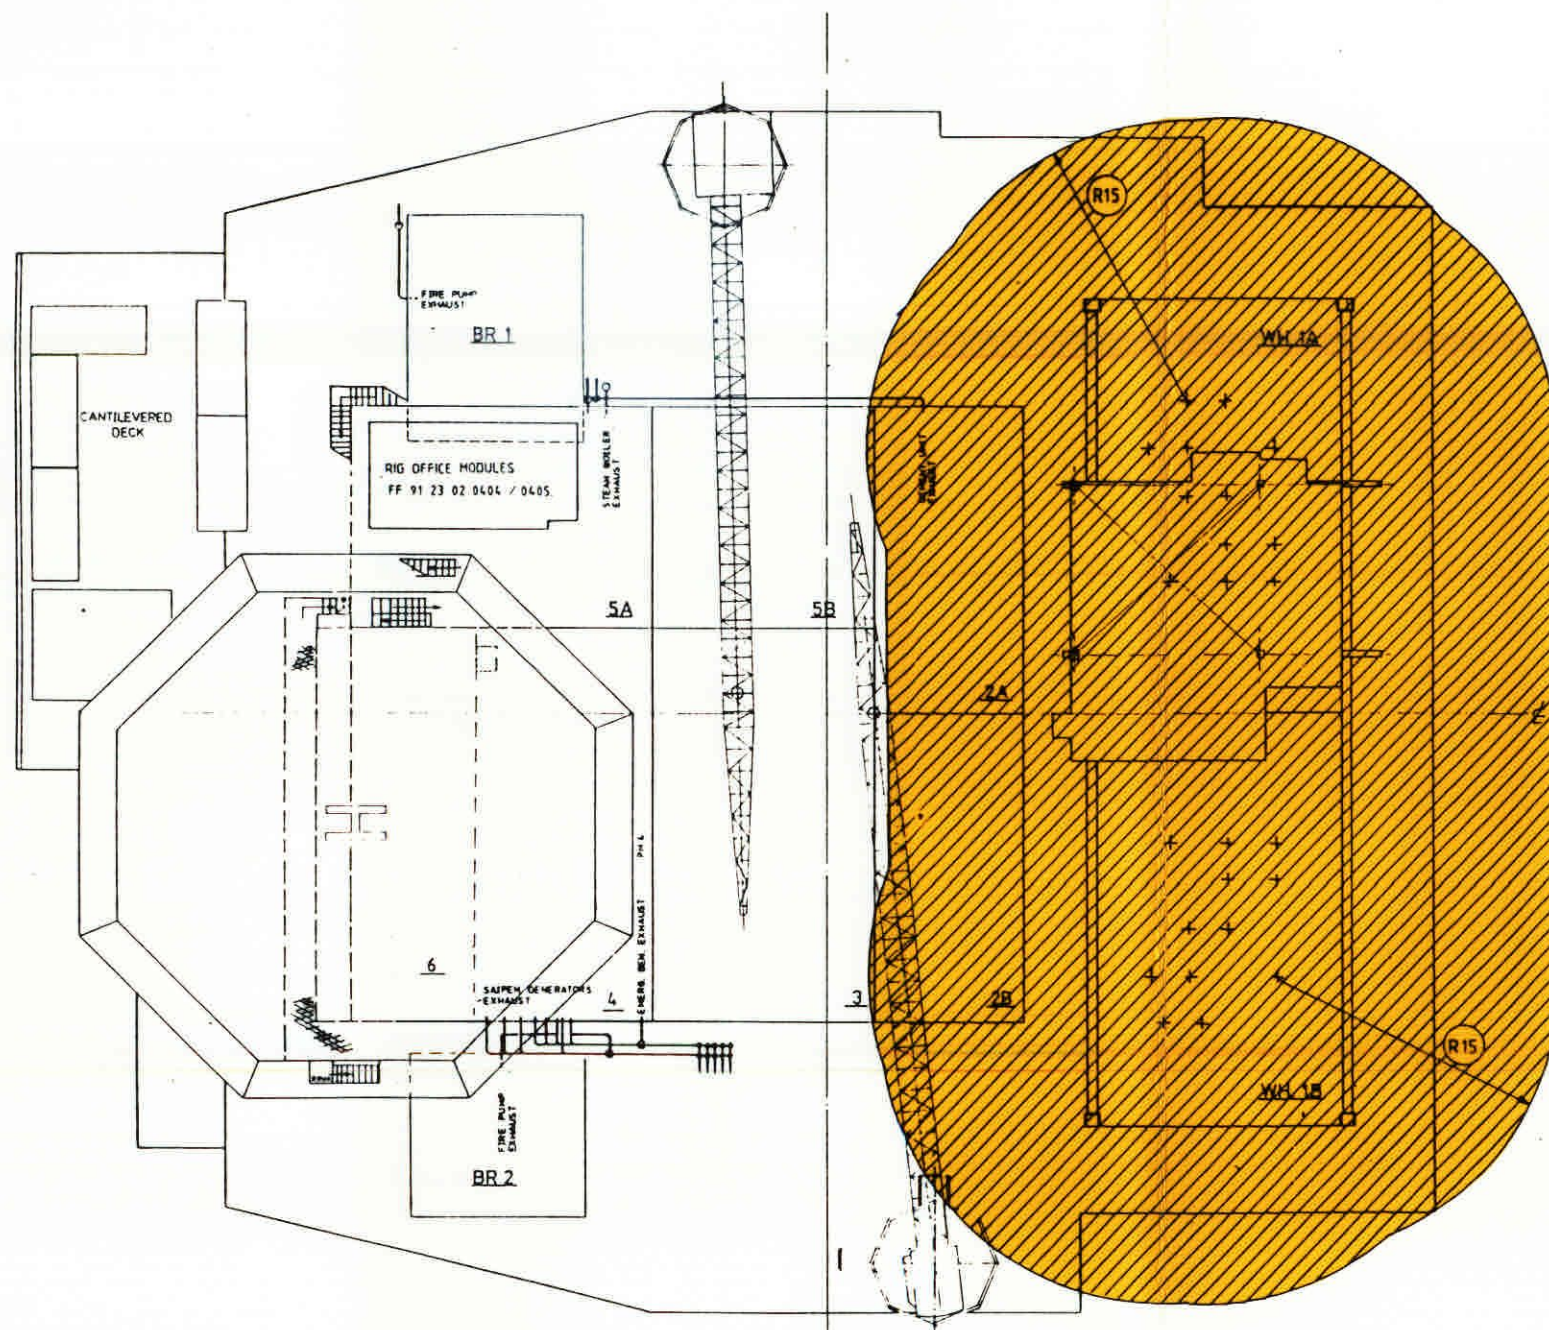 R15
FIRE PUMP
EXHAUST
BR 1
WH 1A
CANTILEVERED
DECK
RIG OFFICE MODULES
FF 91 23 02 0404 / 0405
STEAM BOILER
EXHAUST
5A
5B
2A
PH 4
EMERG. GEN. EXHAUST
6
SAIPEM GENERATORS
EXHAUST
4
3
2B
R15
WH 1B
FIRE PUMP
EXHAUST
BR 2